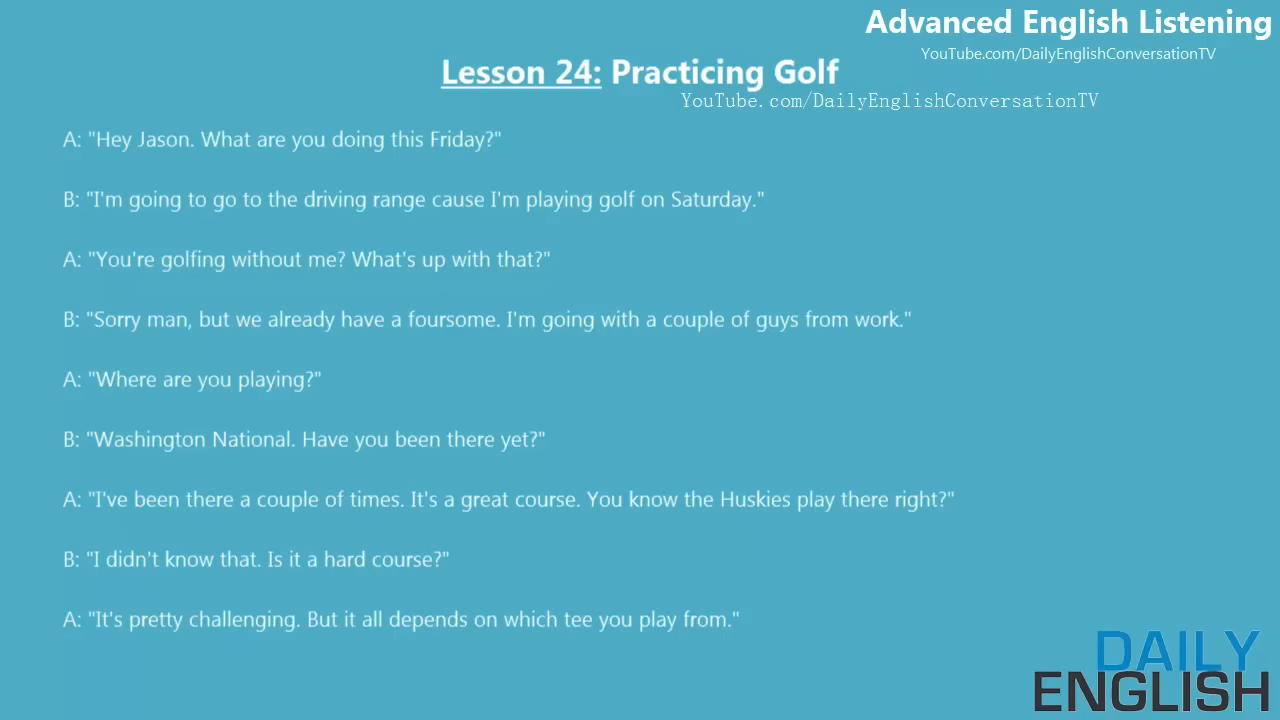 Advanced English Listening
YouTube.com/DailyEnglishConversationTV
Lesson 24: Practicing Golf
YouTube.com/DailyEnglishConversationTV
A: "Hey Jason. What are you doing this Friday?"
B: "I'm going to go to the driving range cause I'm playing golf on Saturday."
A: "You're golfing without me? What's up with that?"
B: "Sorry man, but we already have a foursome. I'm going with a couple of guys from work."
A: "Where are you playing?"
B: "Washington National. Have you been there yet?"
A: "I've been there a couple of times. It's a great course. You know the Huskies play there right?"
B: "I didn't know that. Is it a hard course?"
A: "It's pretty challenging. But it all depends on which tee you play from."
DAILY
ENGLISH